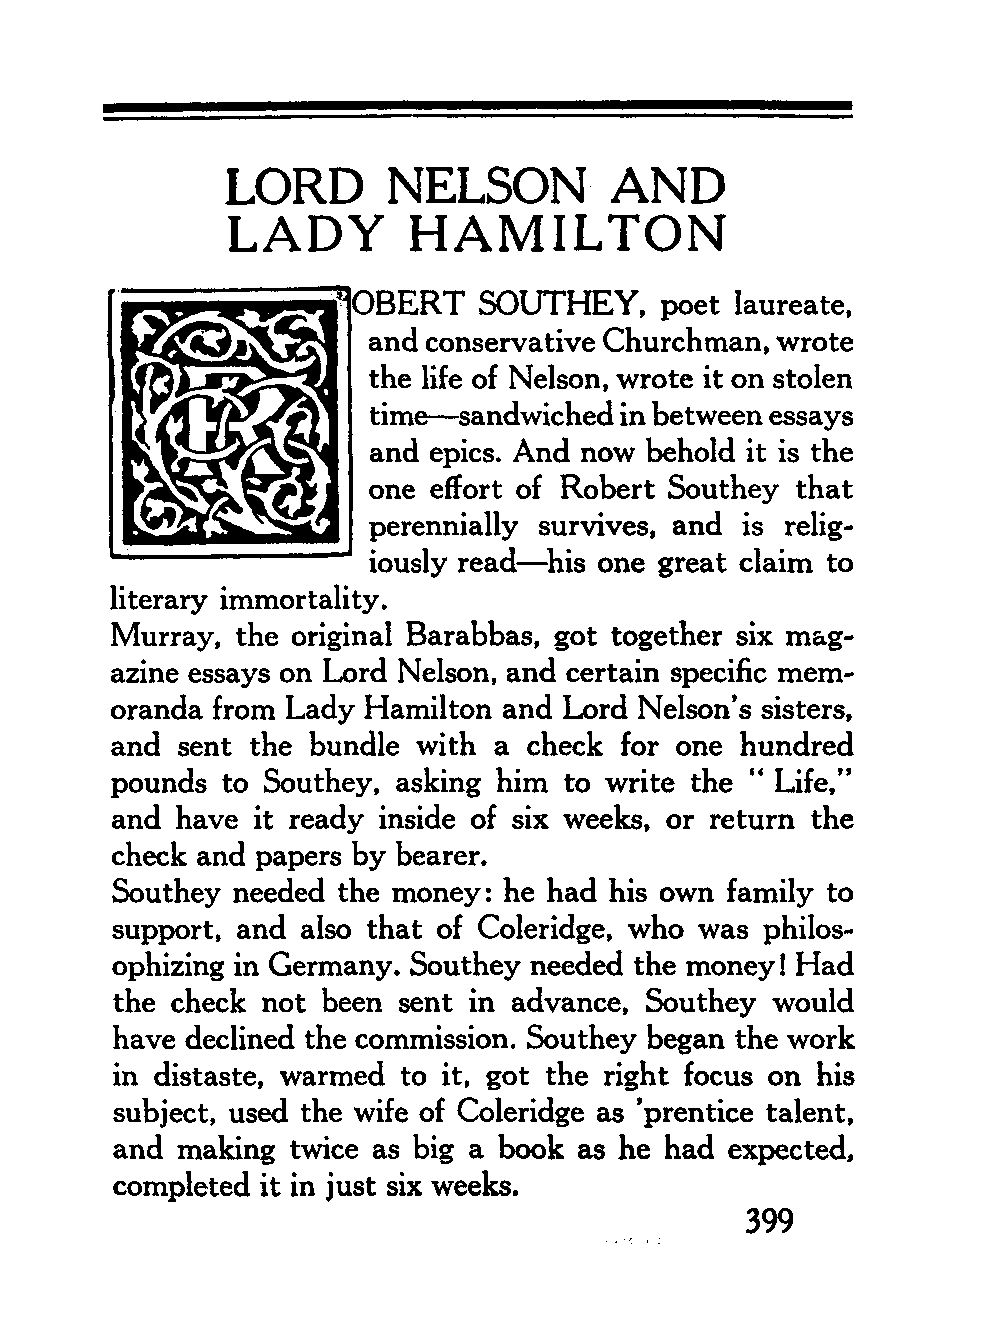 LORD NELSON AND
LADY HAMILTON
ROBERT SOUTHEY, poet laureate,
and conservative Churchman, wrote
the life of Nelson, wrote it on stolen
time—sandwiched in between essays
and epics. And now behold it is the
one effort of Robert Southey that
perennially survives, and is relig-
iously read—his one great claim to
literary immortality.
Murray, the original Barabbas, got together six mag-
azine essays on Lord Nelson, and certain specific mem-
oranda from Lady Hamilton and Lord Nelson's sisters,
and sent the bundle with a check for one hundred
pounds to Southey, asking him to write the " Life,"
and have it ready inside of six weeks, or return the
check and papers by bearer.
Southey needed the money: he had his own family to
support, and also that of Coleridge, who was philos-
ophizing in Germany. Southey needed the money! Had
the check not been sent in advance, Southey would
have declined the commission. Southey began the work
in distaste, warmed to it, got the right focus on his
subject, used the wife of Coleridge as 'prentice talent,
and making twice as big a book as he had expected,
completed it in just six weeks.
399